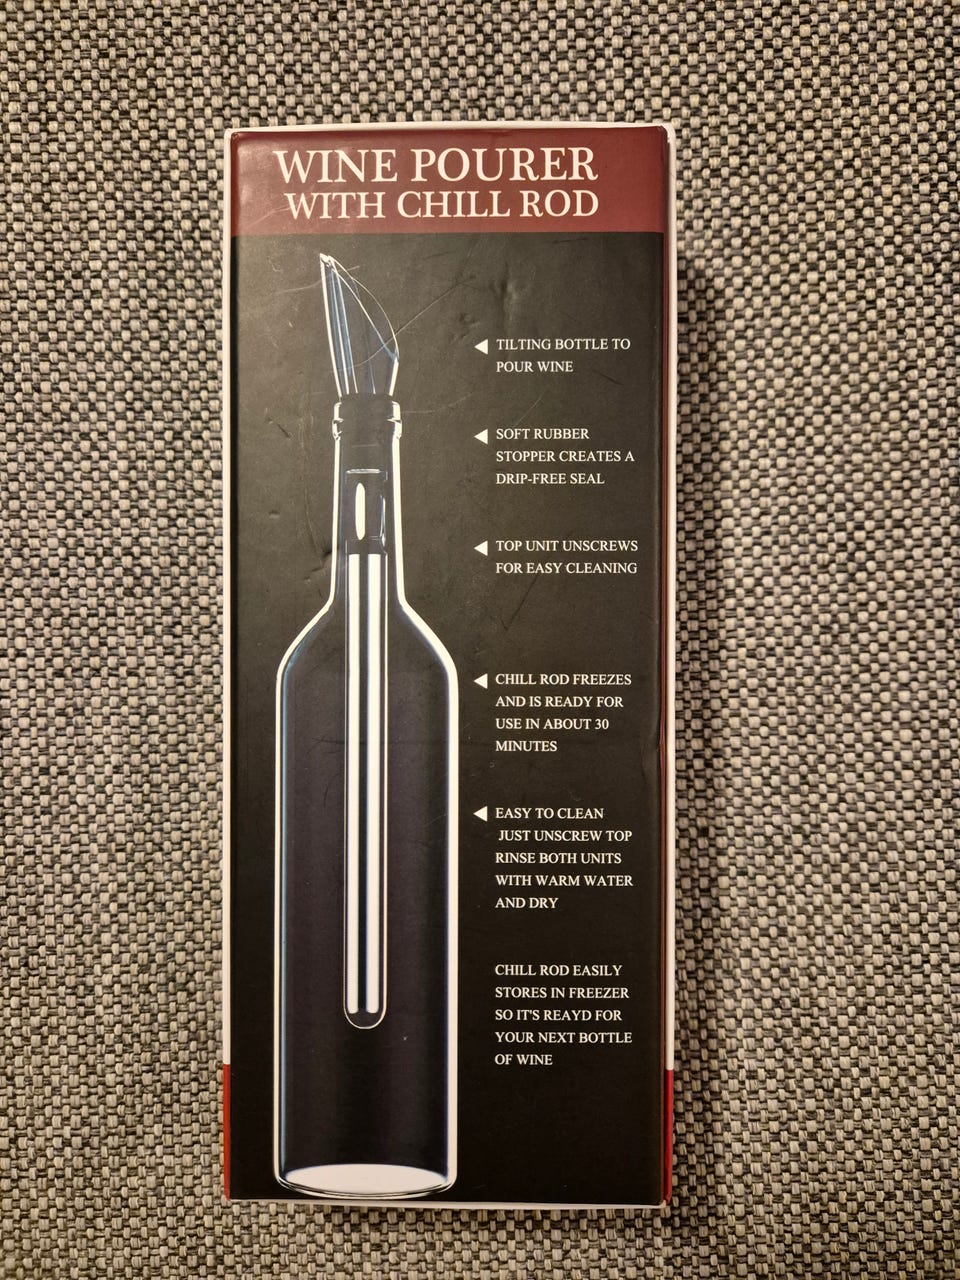 WINE POURER
WITH CHILL ROD
TILTING BOTTLE TO
POUR WINE
SOFT RUBBER
STOPPER CREATES A
DRIP-FREE SEAL
TOP UNIT UNSCREWS
FOR EASY CLEANING
CHILL ROD FREEZES
AND IS READY FOR
USE IN ABOUT 30
MINUTES
EASY TO CLEAN
JUST UNSCREW TOP
RINSE BOTH UNITS
WITH WARM WATER
AND DRY
CHILL ROD EASILY
STORES IN FREEZER
SO IT'S REAYD FOR
YOUR NEXT BOTTLE
OF WINE